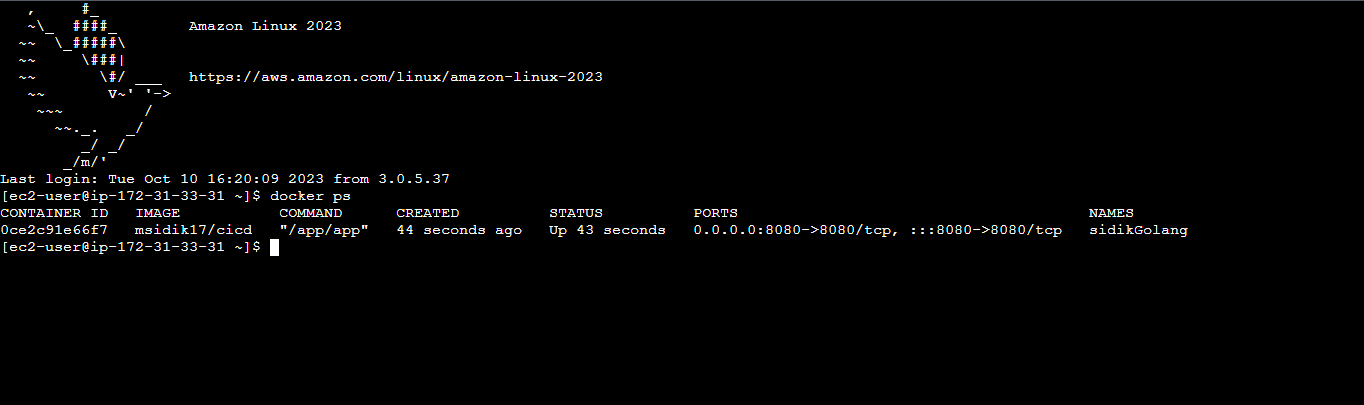 ,     #_
   ~\_  ####_        Amazon Linux 2023
  ~~  \_#####\
  ~~     \###|
  ~~       \#/ ___   https://aws.amazon.com/linux/amazon-linux-2023
   ~~       V~' '->
    ~~~         /
      ~~._.   _/
         _/ _/
       _/m/'
Last login: Tue Oct 10 16:20:09 2023 from 3.0.5.37
[ec2-user@ip-172-31-33-31 ~]$ docker ps
CONTAINER ID   IMAGE           COMMAND      CREATED          STATUS          PORTS                                       NAMES
0ce2c91e66f7   msidik17/cicd   "/app/app"   44 seconds ago   Up 43 seconds   0.0.0.0:8080->8080/tcp, :::8080->8080/tcp   sidikGolang
[ec2-user@ip-172-31-33-31 ~]$